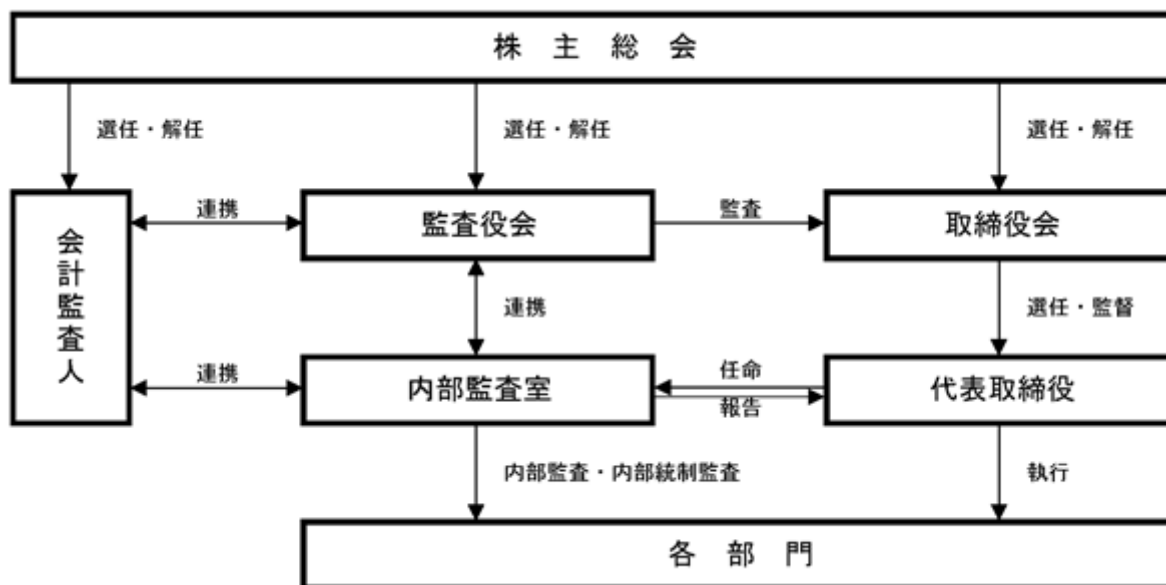 株主総会
選任・解任
選任・解任
選任・解任
会計監査人
連携
監査役会
監査
取締役会
連携
選任・監督
連携
内部監査室
任命
報告
代表取締役
内部監査・内部統制監査
執行
各部門